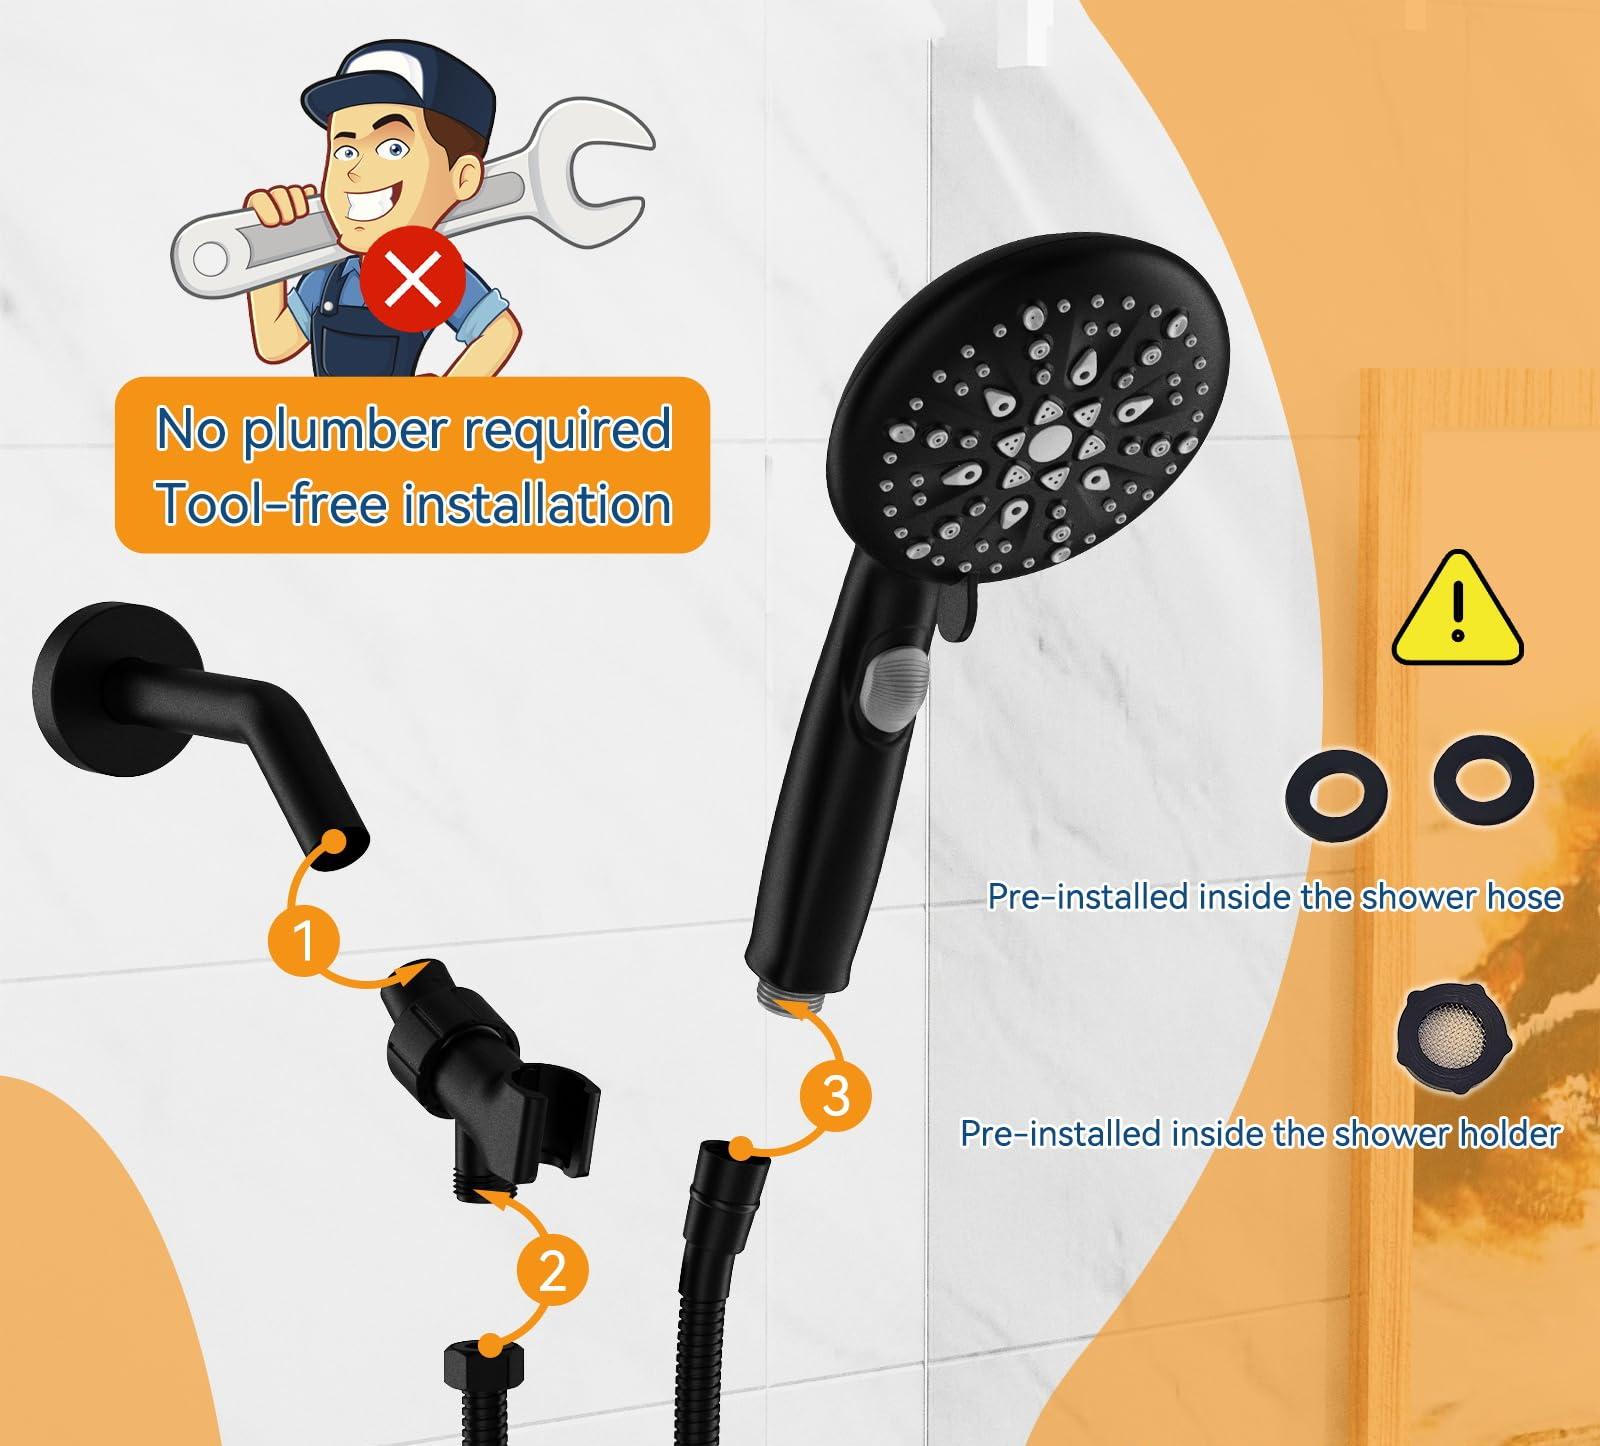 No plumber required
Tool-free installation
1
2
3
Pre-installed inside the shower hose
Pre-installed inside the shower holder